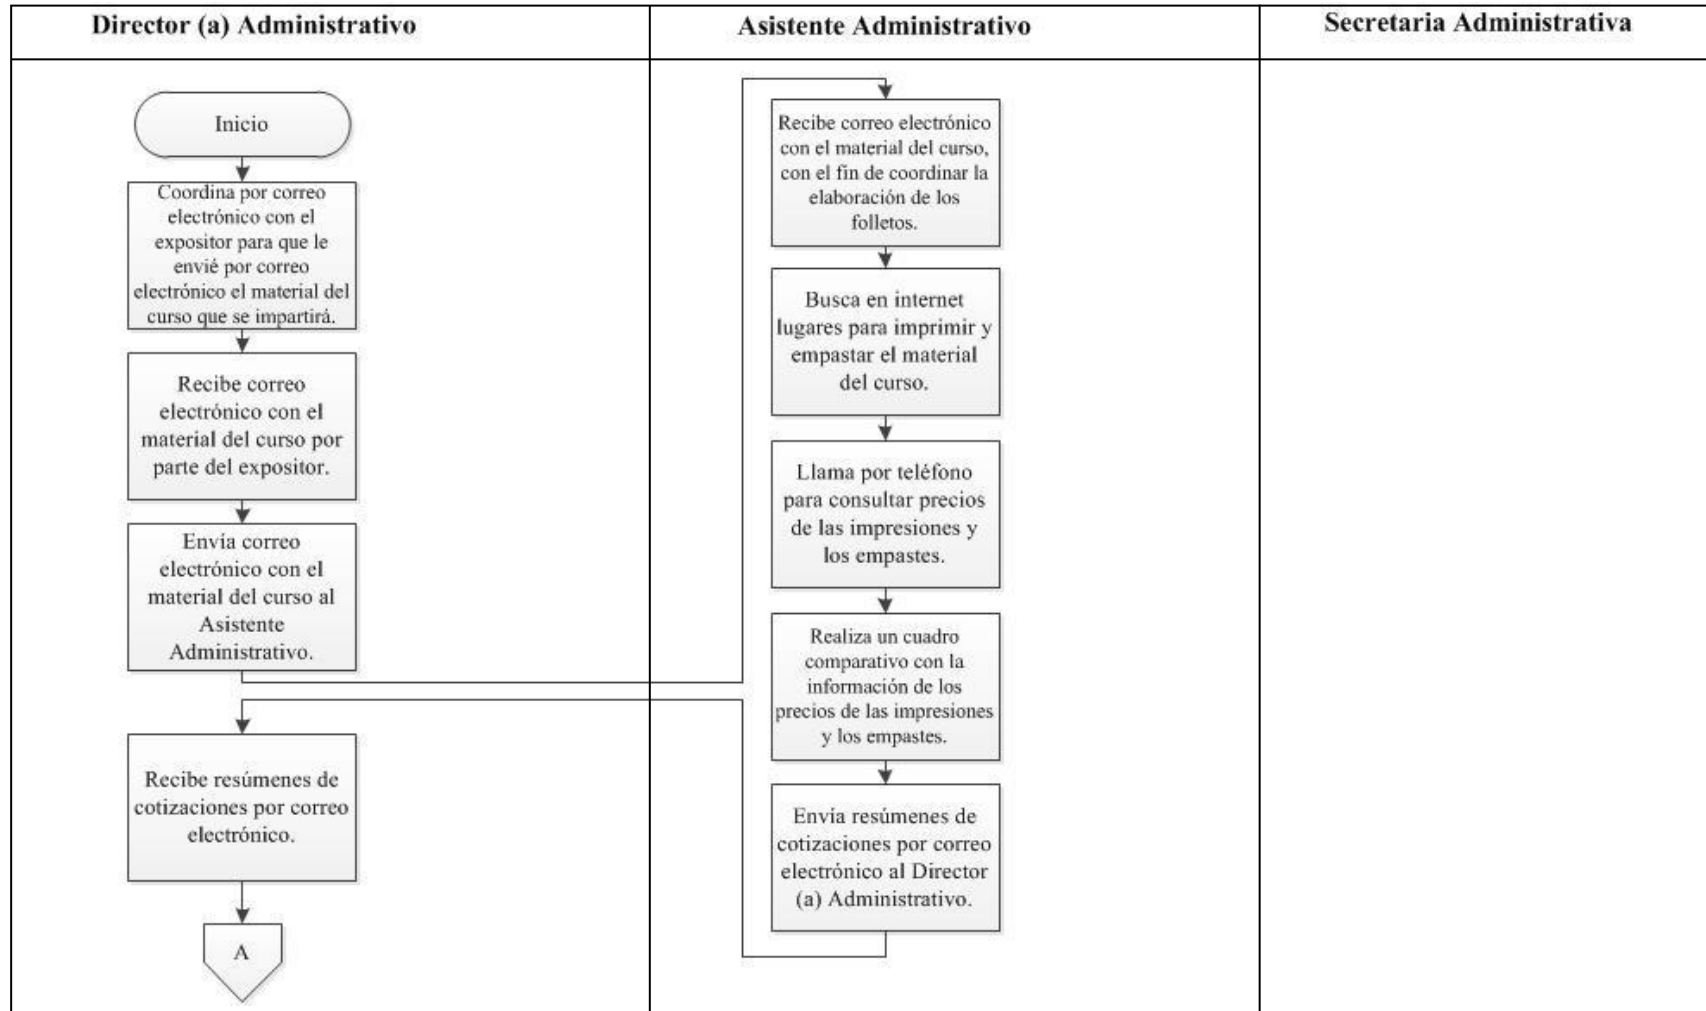 Director (a) Administrativo
Asistente Administrativo
Secretaria Administrativa
Inicio
Coordina por correo
electrónico con el
expositor para que le
envié por correo
electrónico el material del
curso que se impartirá.
Recibe correo
electrónico con el
material del curso por
parte del expositor.
Envía correo
electrónico con el
material del curso al
Asistente
Administrativo.
Recibe resúmenes de
cotizaciones por correo
electrónico.
A
Recibe correo electrónico
con el material del curso,
con el fin de coordinar la
elaboración de los
folletos.
Busca en internet
lugares para imprimir y
empastar el material
del curso.
Llama por teléfono
para consultar precios
de las impresiones y
los empastes.
Realiza un cuadro
comparativo con la
información de los
precios de las impresiones
y los empastes.
Envía resúmenes de
cotizaciones por correo
electrónico al Director
(a) Administrativo.